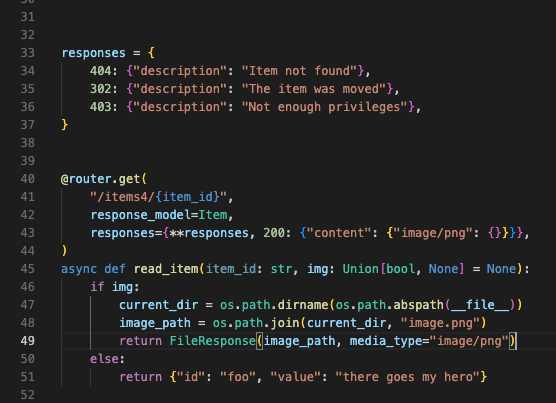 31
32
33 responses = {
34     404: {"description": "Item not found"},
35     302: {"description": "The item was moved"},
36     403: {"description": "Not enough privileges"},
37 }
38
39
40 @router.get(
41     "/items4/{item_id}",
42     response_model=Item,
43     responses={**responses, 200: {"content": {"image/png": {}}}},
44 )
45 async def read_item(item_id: str, img: Union[bool, None] = None):
46     if img:
47         current_dir = os.path.dirname(os.path.abspath(__file__))
48         image_path = os.path.join(current_dir, "image.png")
49         return FileResponse(image_path, media_type="image/png")
50     else:
51         return {"id": "foo", "value": "there goes my hero"}
52